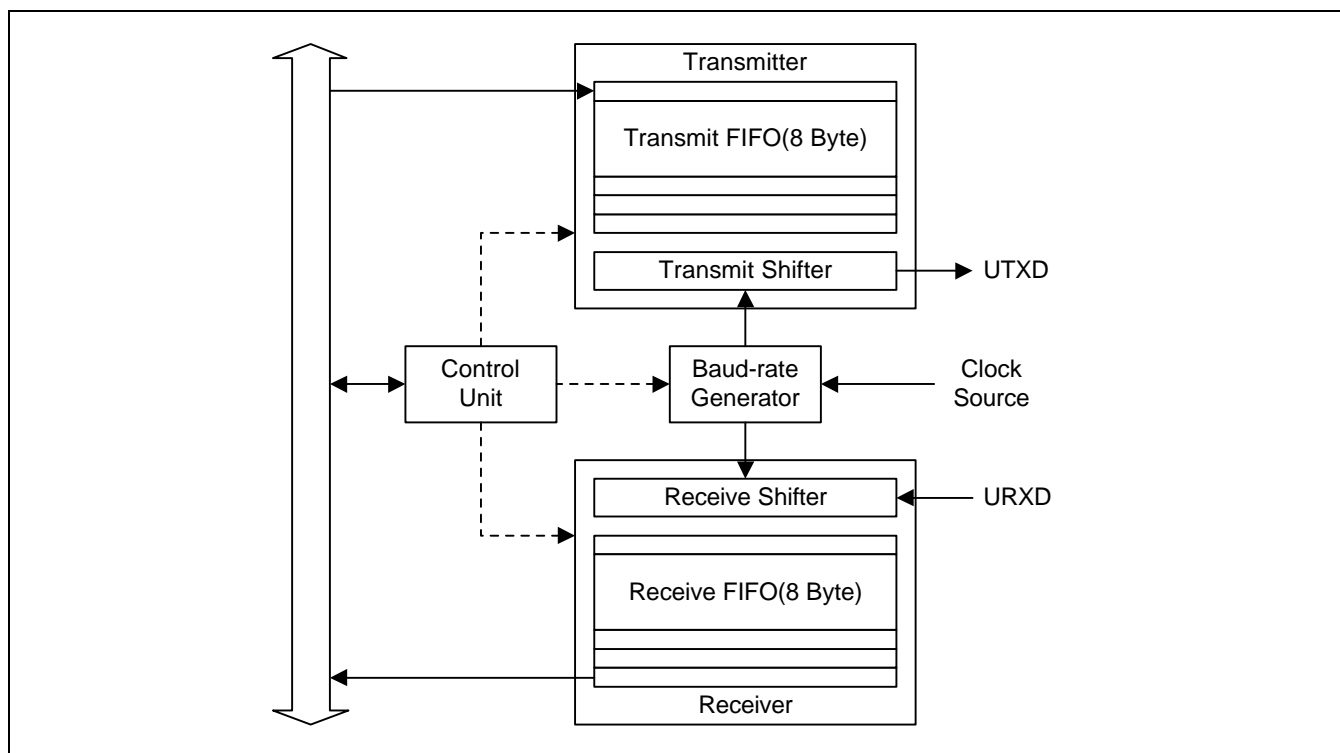 Transmitter
Transmit FIFO(8 Byte)
Transmit Shifter
UTXD
Control
Unit
Baud-rate
Generator
Clock
Source
Receive Shifter
URXD
Receive FIFO(8 Byte)
Receiver